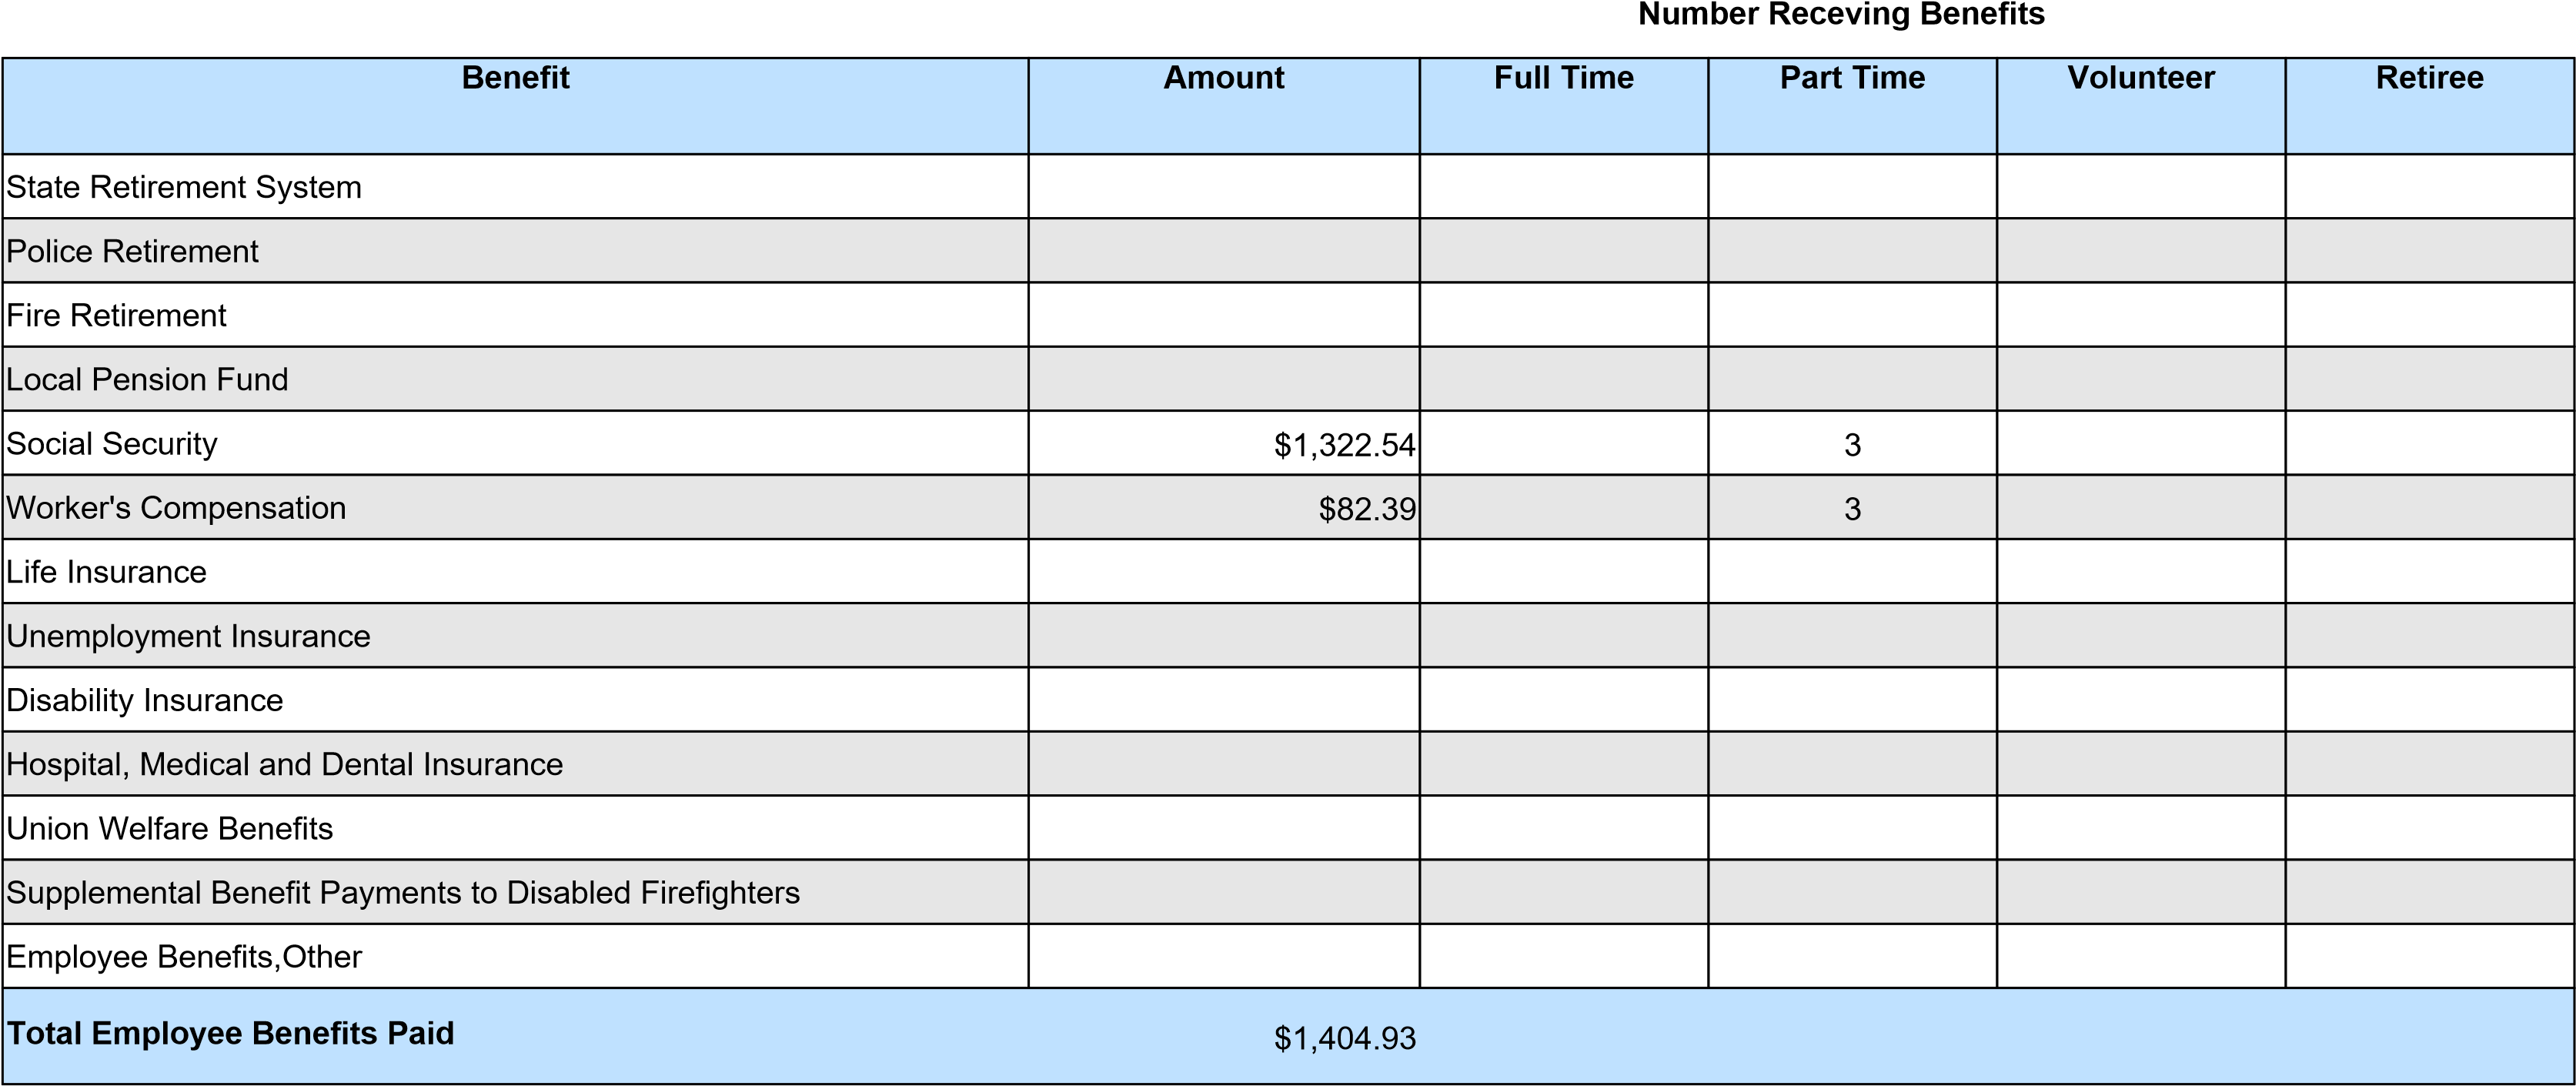 Number Receving Benefits
Benefit Amount Full Time Part Time Volunteer Retiree
State Retirement System
Police Retirement
Fire Retirement
Local Pension Fund
Social Security $1,322.54 3
Worker's Compensation $82.39 3
Life Insurance
Unemployment Insurance
Disability Insurance
Hospital, Medical and Dental Insurance
Union Welfare Benefits
Supplemental Benefit Payments to Disabled Firefighters
Employee Benefits,Other
Total Employee Benefits Paid $1,404.93